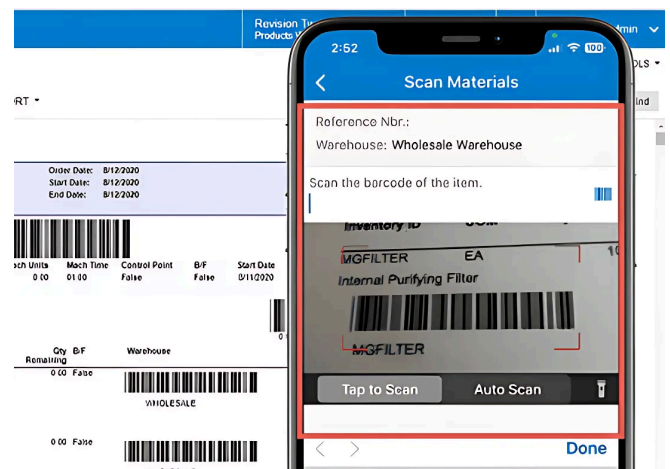 Revision Tw
Products W
dmin
OLS
RT
ind
Order Date: 8/12/2020
Start Date: 8/12/2020
End Date: 8/12/2020
ach Units Mach Time Control Point B/F Start Date
0.00 01:00 False False 8/11/2020
Qty Remaining B/F Warehouse
0.00 False
WHOLESALE
0.00 False
2:52
100
Scan Materials
Reference Nbr.:
Warehouse: Wholesale Warehouse
Scan the barcode of the item.
Inventory ID UOM
MGFILTER EA 1
Internal Purifying Filter
MGFILTER
Tap to Scan Auto Scan
Done